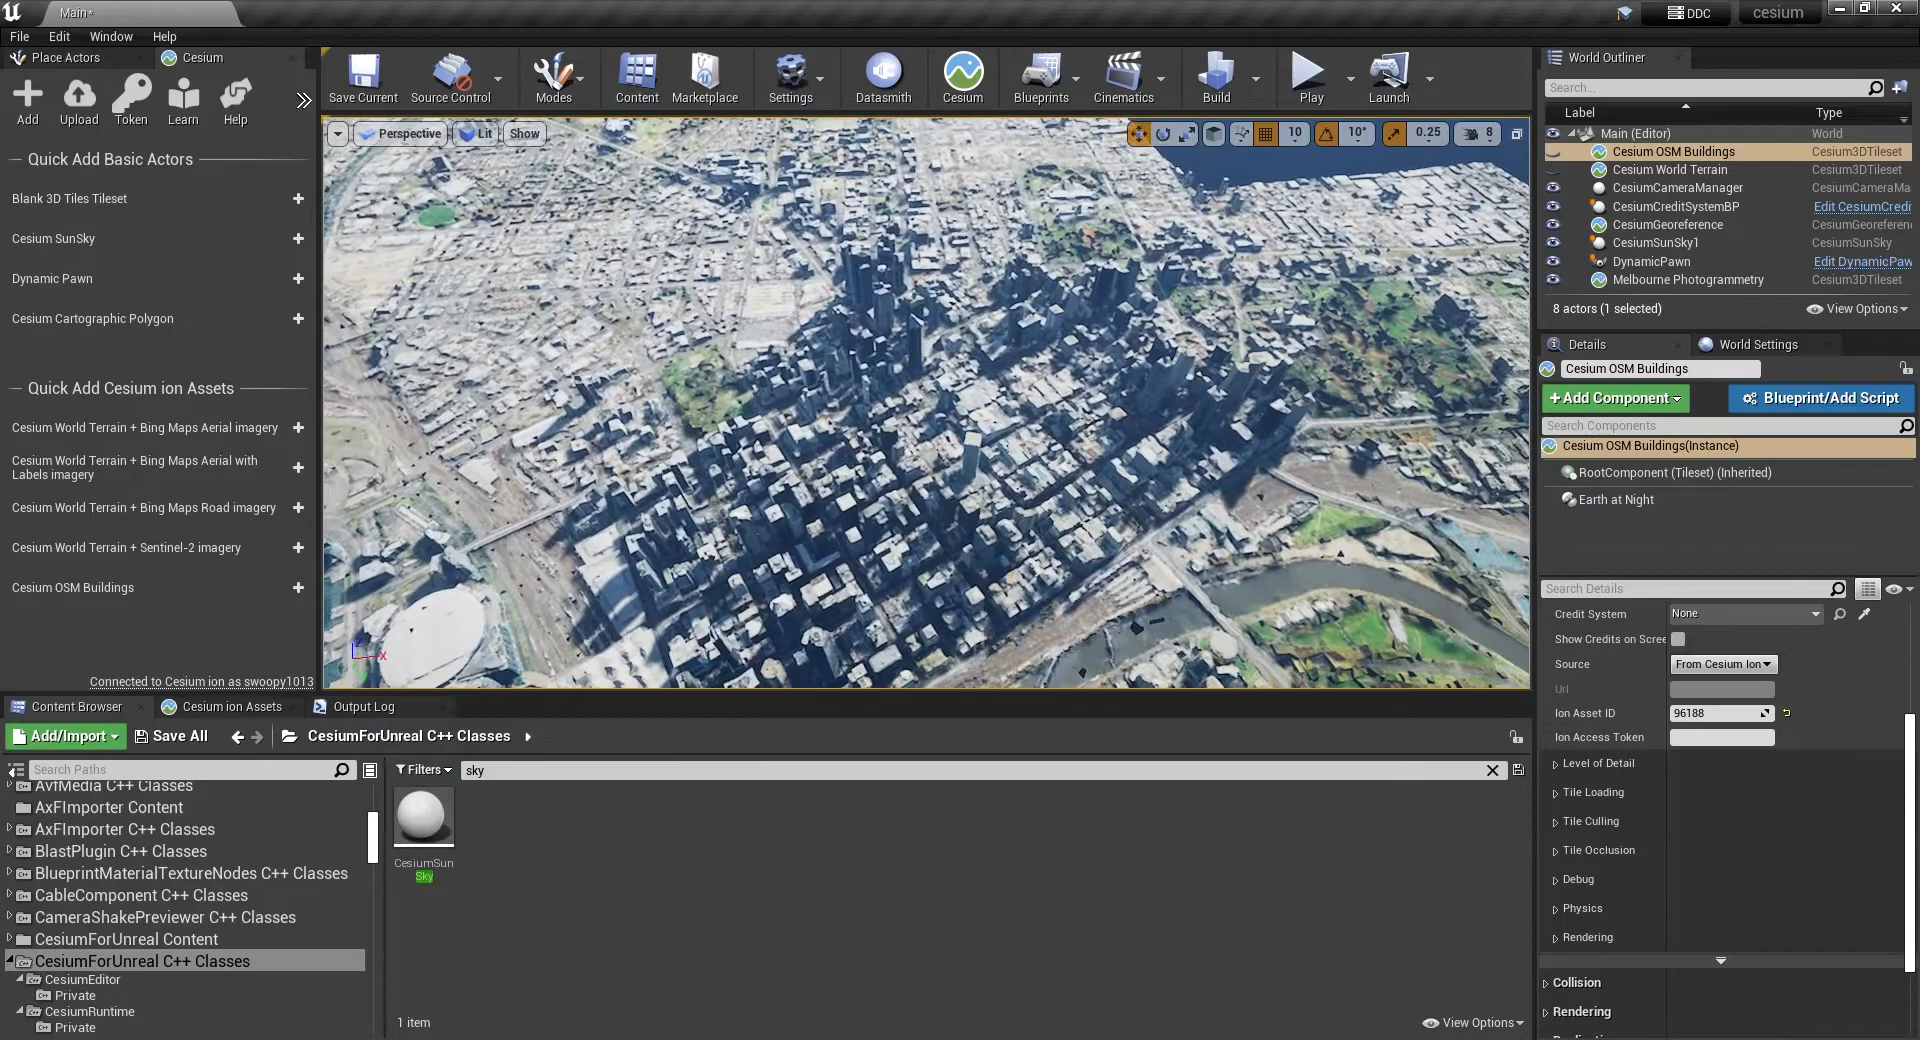 Main*
DDC
cesium
File Edit Window Help
Place Actors
Cesium
Add Upload Token Learn Help
Quick Add Basic Actors
Blank 3D Tiles Tileset
Cesium SunSky
Dynamic Pawn
Cesium Cartographic Polygon
Quick Add Cesium ion Assets
Cesium World Terrain + Bing Maps Aerial imagery
Cesium World Terrain + Bing Maps Aerial with
Labels imagery
Cesium World Terrain + Bing Maps Road imagery
Cesium World Terrain + Sentinel-2 imagery
Cesium OSM Buildings
Connected to Cesium ion as swoopy1013
Save Current Source Control Modes Content Marketplace Settings Datasmith Cesium Blueprints Cinematics Build Play Launch
Perspective Lit Show
10 10° 0.25 8
X
World Outliner
Search...
Label Type
Main (Editor) World
Cesium OSM Buildings Cesium3DTileset
Cesium World Terrain Cesium3DTileset
CesiumCameraManager CesiumCameraMa
CesiumCreditSystemBP Edit CesiumCredi
CesiumGeoreference CesiumGeoreferen
CesiumSunSky1 CesiumSunSky
DynamicPawn Edit DynamicPaw
Melbourne Photogrammetry Cesium3DTileset
8 actors (1 selected)
View Options
Details
World Settings
Cesium OSM Buildings
+Add Component
Blueprint/Add Script
Search Components
Cesium OSM Buildings(Instance)
RootComponent (Tileset) (Inherited)
Earth at Night
Search Details
Credit System None
Show Credits on Scree
Source From Cesium Ion
Url
Ion Asset ID 96188
Ion Access Token
Level of Detail
Tile Loading
Tile Culling
Tile Occlusion
Debug
Physics
Rendering
Collision
Rendering
Content Browser
Cesium ion Assets
Output Log
Add/Import
Save All
CesiumForUnreal C++ Classes
Search Paths
Filters
sky
AvfMedia C++ Classes
AxFImporter Content
AxFImporter C++ Classes
BlastPlugin C++ Classes
BlueprintMaterialTextureNodes C++ Classes
CableComponent C++ Classes
CameraShakePreviewer C++ Classes
CesiumForUnreal Content
CesiumForUnreal C++ Classes
CesiumEditor
Private
CesiumRuntime
Private
CesiumSun
Sky
1 item
View Options